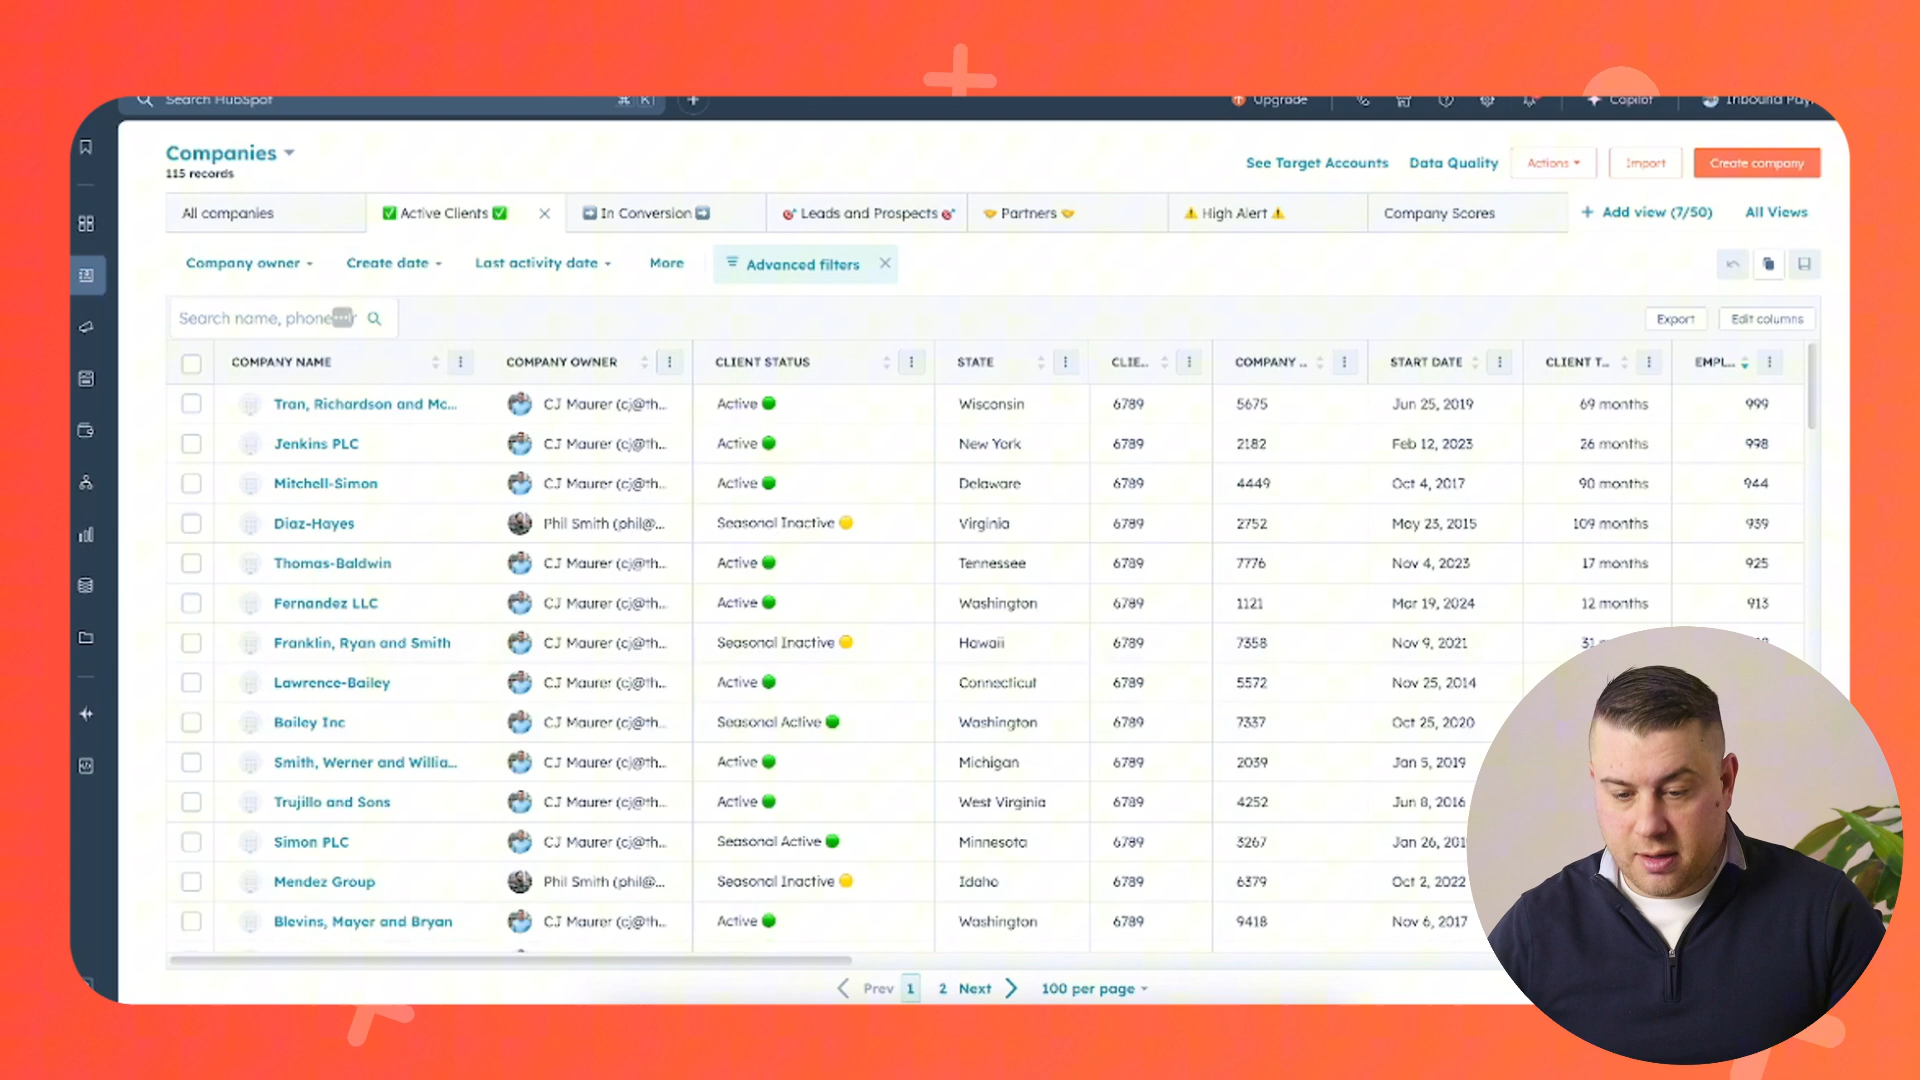 Search HubSpot ⌘ K +
Upgrade Copilot Inbound Pay
Companies
115 records
See Target Accounts Data Quality Actions Import Create company
All companies ✅ Active Clients ✅ ➡️ In Conversion ➡️ 🎯 Leads and Prospects 🎯 🤝 Partners 🤝 ⚠️ High Alert ⚠️ Company Scores + Add view (7/50) All Views
Company owner Create date Last activity date More Advanced filters
Search name, phone
Export Edit columns
COMPANY NAME COMPANY OWNER CLIENT STATUS STATE CLIE... COMPANY ... START DATE CLIENT T... EMPL...
Tran, Richardson and Mc... CJ Maurer (cj@th... Active 🟢 Wisconsin 6789 5675 Jun 25, 2019 69 months 999
Jenkins PLC CJ Maurer (cj@th... Active 🟢 New York 6789 2182 Feb 12, 2023 26 months 998
Mitchell-Simon CJ Maurer (cj@th... Active 🟢 Delaware 6789 4449 Oct 4, 2017 90 months 944
Diaz-Hayes Phil Smith (phil@... Seasonal Inactive 🟡 Virginia 6789 2752 May 23, 2015 109 months 939
Thomas-Baldwin CJ Maurer (cj@th... Active 🟢 Tennessee 6789 7776 Nov 4, 2023 17 months 925
Fernandez LLC CJ Maurer (cj@th... Active 🟢 Washington 6789 1121 Mar 19, 2024 12 months 913
Franklin, Ryan and Smith CJ Maurer (cj@th... Seasonal Inactive 🟡 Hawaii 6789 7358 Nov 9, 2021 31
Lawrence-Bailey CJ Maurer (cj@th... Active 🟢 Connecticut 6789 5572 Nov 25, 2014
Bailey Inc CJ Maurer (cj@th... Seasonal Active 🟢 Washington 6789 7337 Oct 25, 2020
Smith, Werner and Willia... CJ Maurer (cj@th... Active 🟢 Michigan 6789 2039 Jan 5, 2019
Trujillo and Sons CJ Maurer (cj@th... Active 🟢 West Virginia 6789 4252 Jun 8, 2016
Simon PLC CJ Maurer (cj@th... Seasonal Active 🟢 Minnesota 6789 3267 Jan 26, 201
Mendez Group Phil Smith (phil@... Seasonal Inactive 🟡 Idaho 6789 6379 Oct 2, 2022
Blevins, Mayer and Bryan CJ Maurer (cj@th... Active 🟢 Washington 6789 9418 Nov 6, 2017
Prev 1 2 Next 100 per page